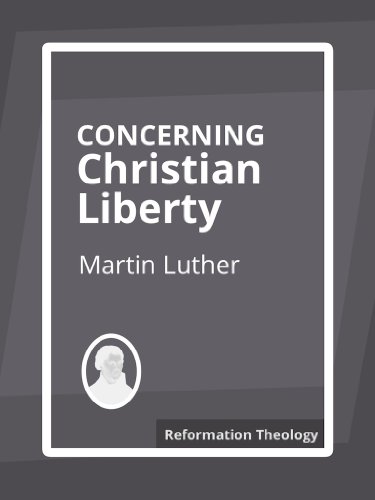 CONCERNING
Christian
Liberty
Martin Luther
Reformation Theology